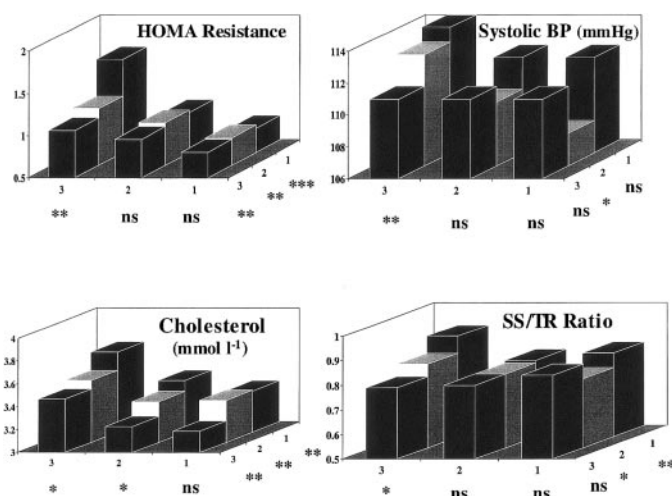 HOMA Resistance
2
1.5
1
0.5
3 2 1
3 2 1
** ns ns
** ** ***
Systolic BP (mmHg)
114
112
110
108
106
3 2 1
3 2 1
** ns ns
ns * ns
Cholesterol
(mmol l-1)
4
3.8
3.6
3.4
3.2
3
3 2 1
3 2 1
* * ns
** ** **
SS/TR Ratio
1
0.9
0.8
0.7
0.6
0.5
3 2 1
3 2 1
* ns ns
ns * **